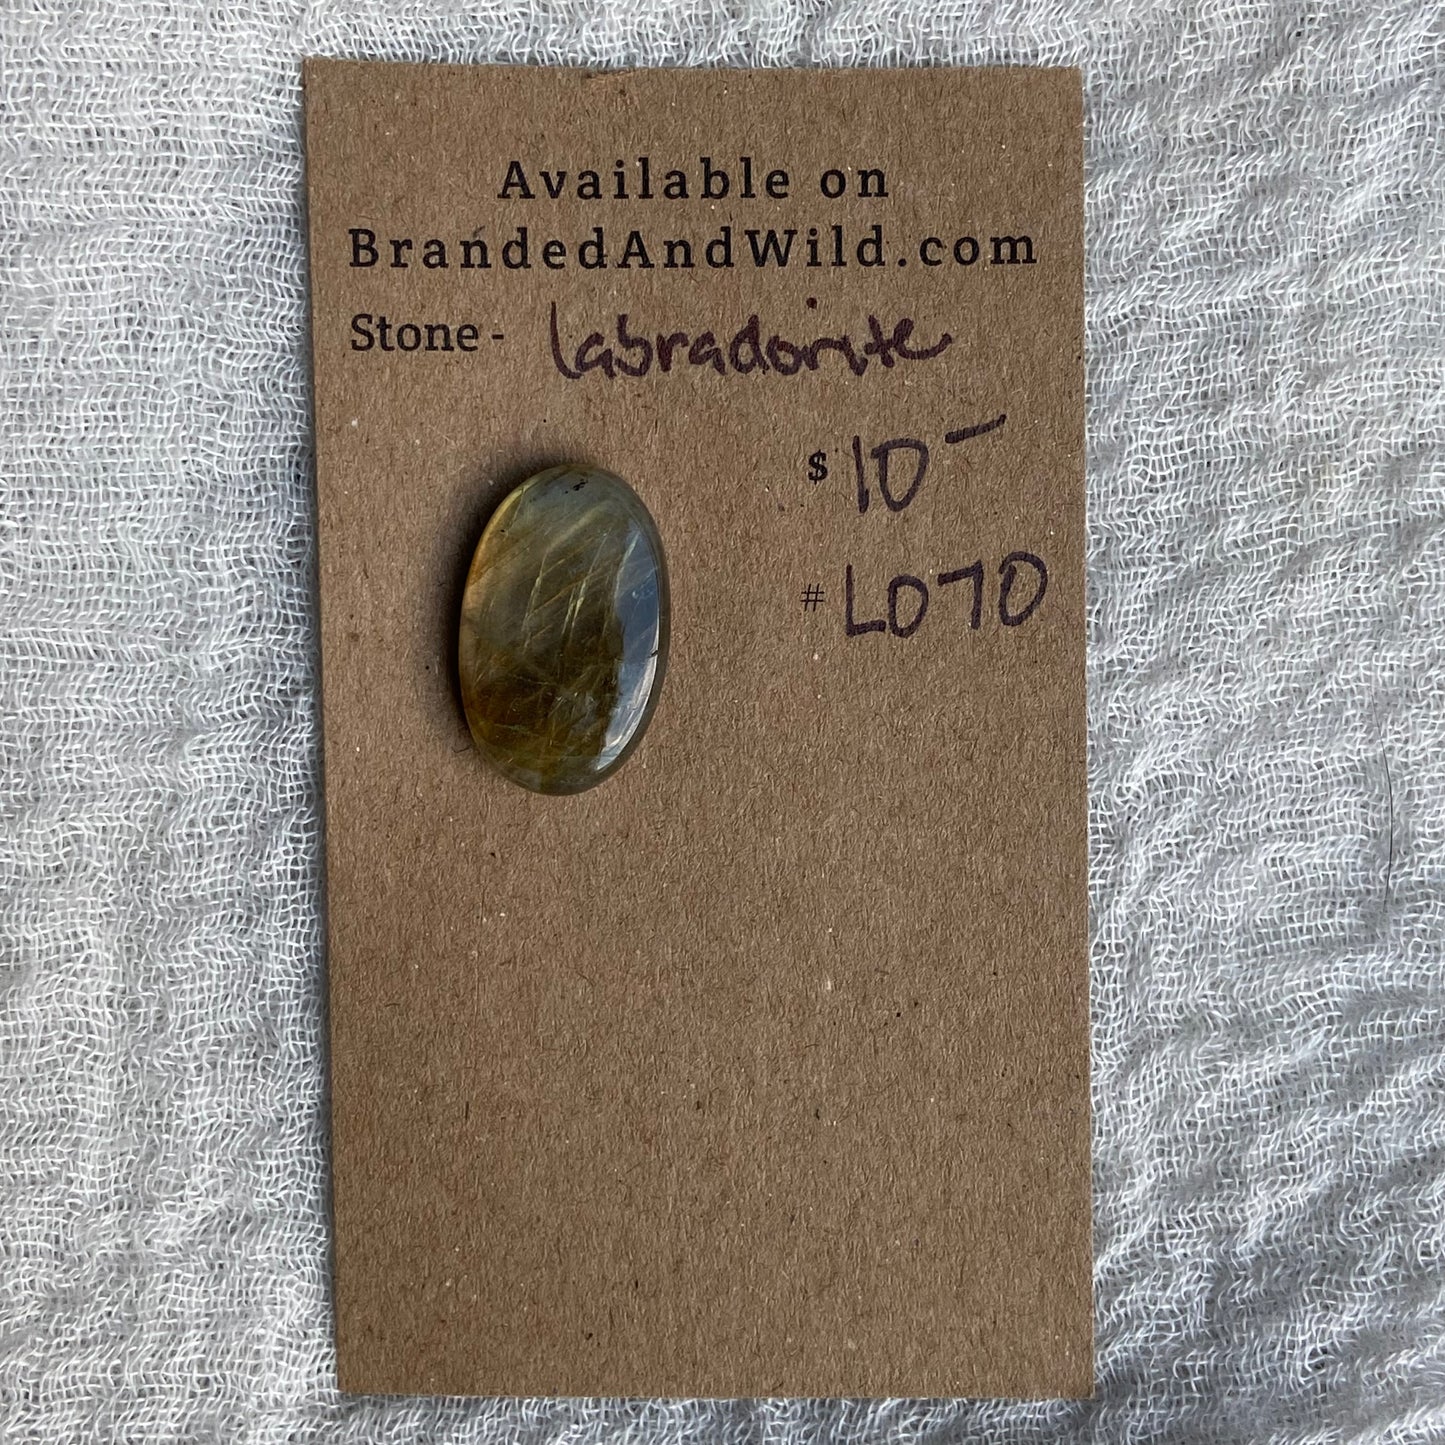 Available on
BrandedAndWild.com
Stone - labradorite
$ 10-
# L070